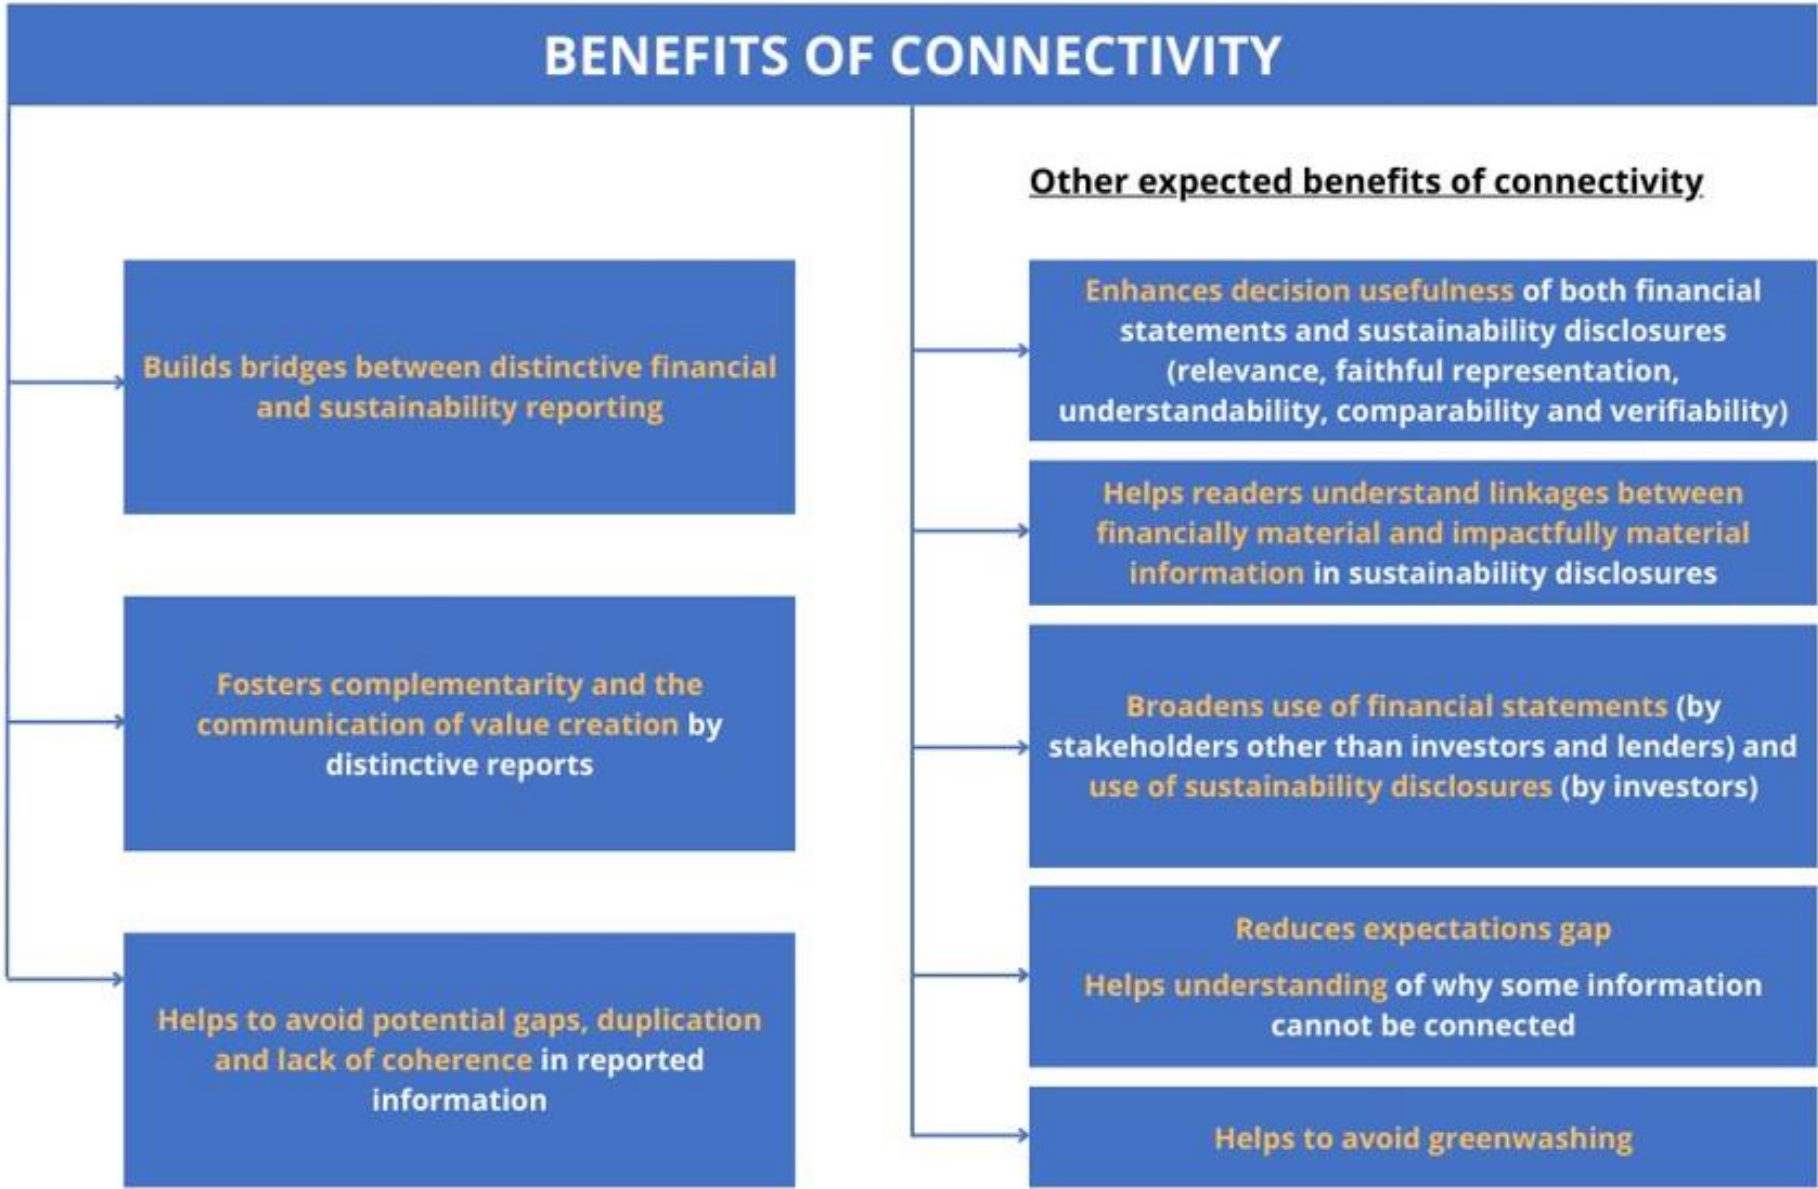 BENEFITS OF CONNECTIVITY
Builds bridges between distinctive financial
and sustainability reporting
Fosters complementarity and the
communication of value creation by
distinctive reports
Helps to avoid potential gaps, duplication
and lack of coherence in reported
information
Other expected benefits of connectivity
Enhances decision usefulness of both financial
statements and sustainability disclosures
(relevance, faithful representation,
understandability, comparability and verifiability)
Helps readers understand linkages between
financially material and impactfully material
information in sustainability disclosures
Broadens use of financial statements (by
stakeholders other than investors and lenders) and
use of sustainability disclosures (by investors)
Reduces expectations gap
Helps understanding of why some information
cannot be connected
Helps to avoid greenwashing